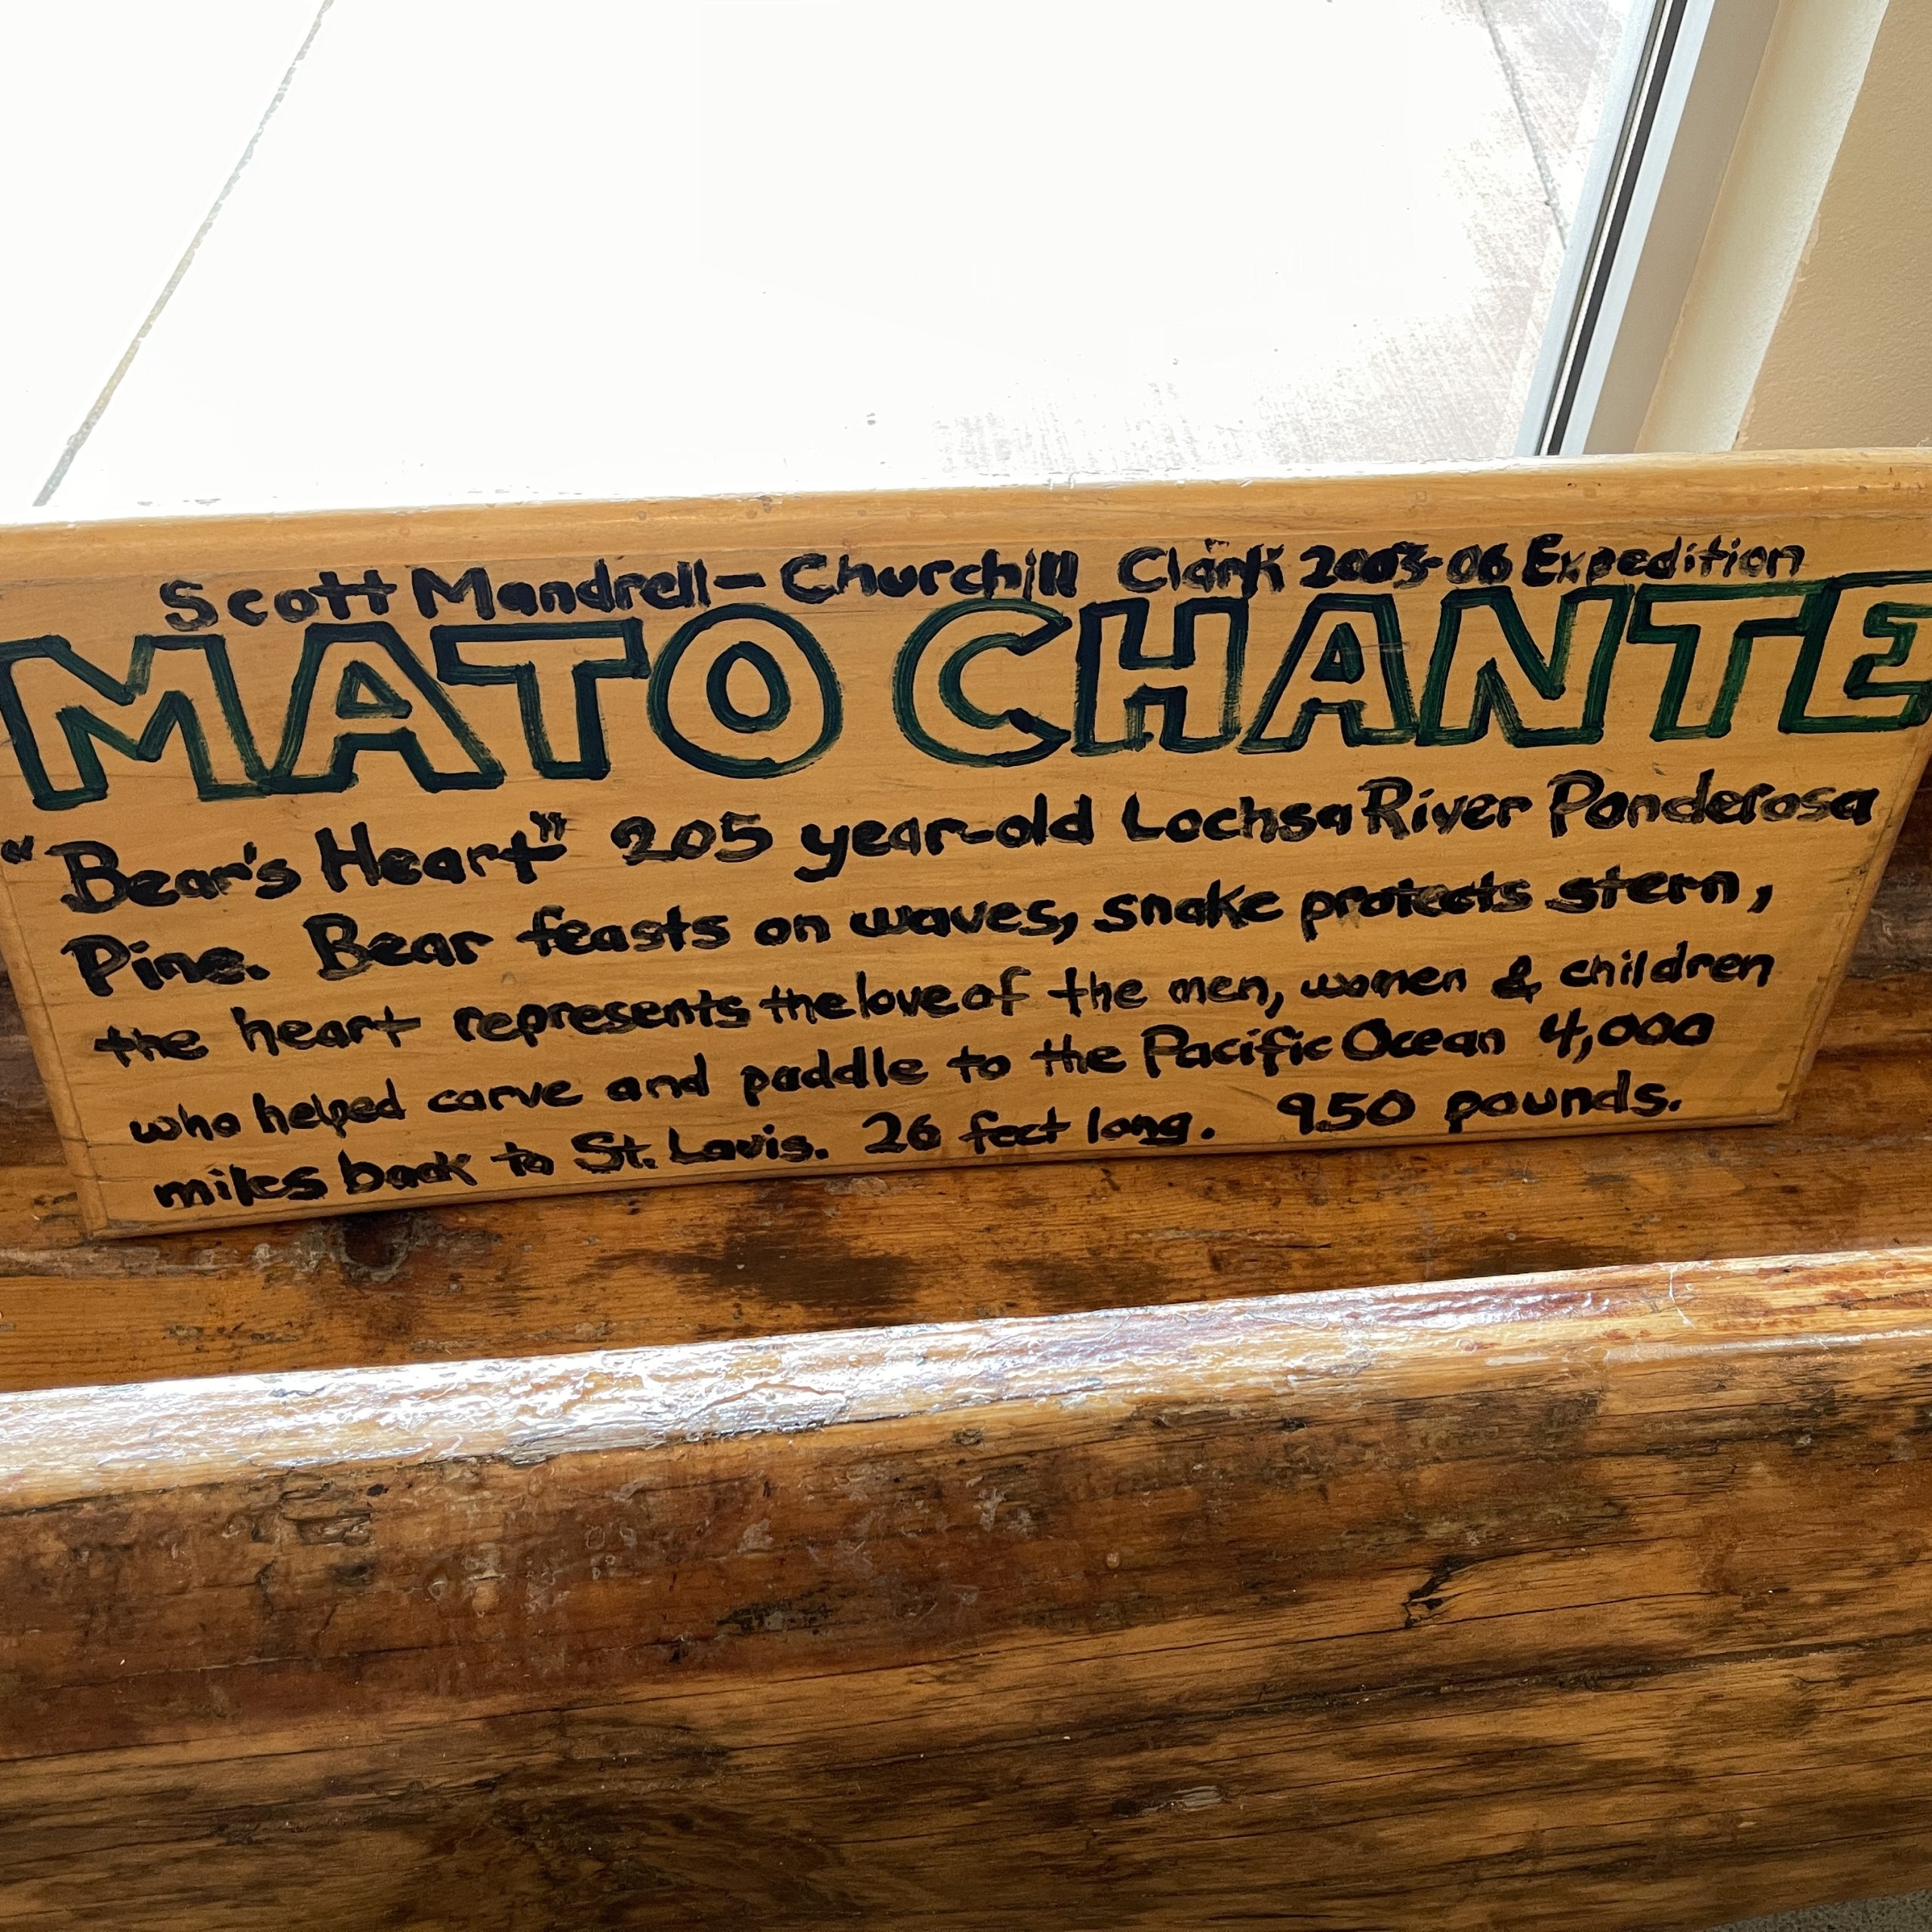 Scott Mandrell - Churchill Clark 2003-06 Expedition
MATO CHANTE
"Bear's Heart" 205 year-old Lochsa River Ponderosa
Pine. Bear feasts on waves, snake protects stern,
the heart represents the love of the men, women & children
who helped carve and paddle to the Pacific Ocean 4,000
miles back to St. Louis. 26 feet long. 950 pounds.